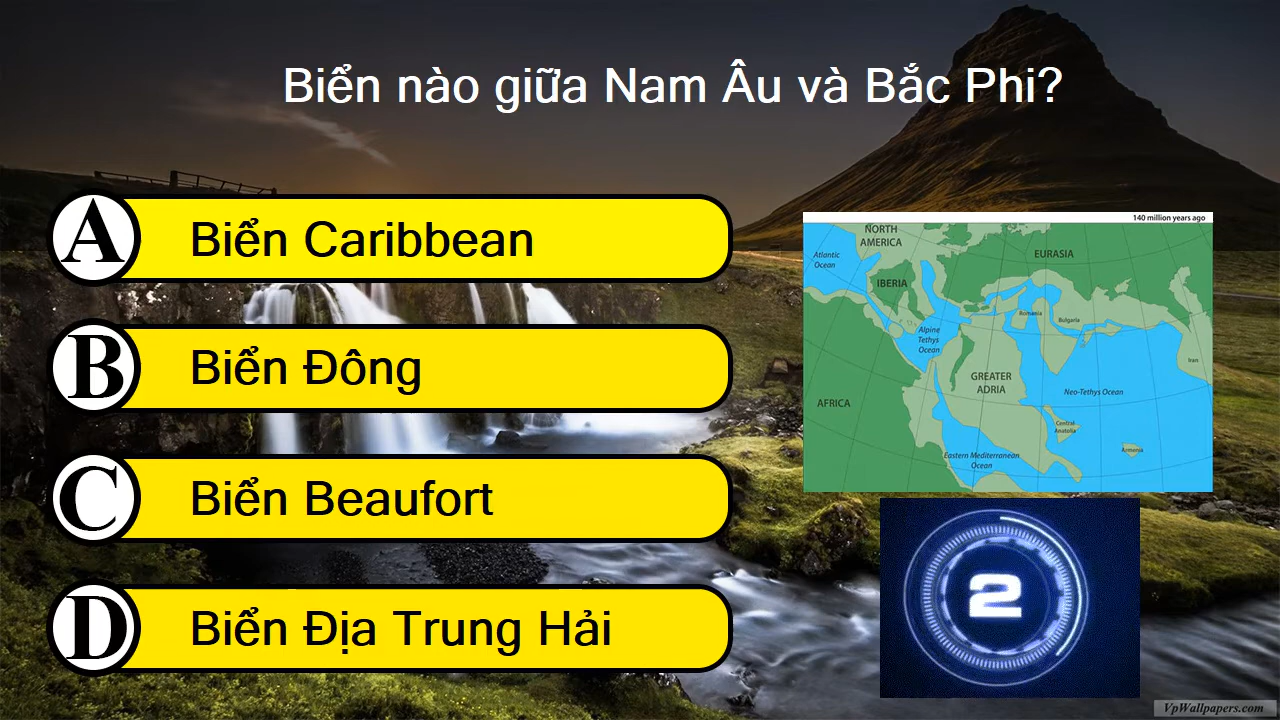 Biển nào giữa Nam Âu và Bắc Phi?
A Biển Caribbean
B Biển Đông
C Biển Beaufort
D Biển Địa Trung Hải
140 million years ago
NORTH
AMERICA
EURASIA
Atlantic
Ocean
IBERIA
Romania
Bulgaria
Alpine
Tethys
Ocean
Iran
GREATER
ADRIA
Neo-Tethys Ocean
AFRICA
Central
Anatolia
Armenia
Eastern Mediterranean
Ocean
2
VpWallpapers.com